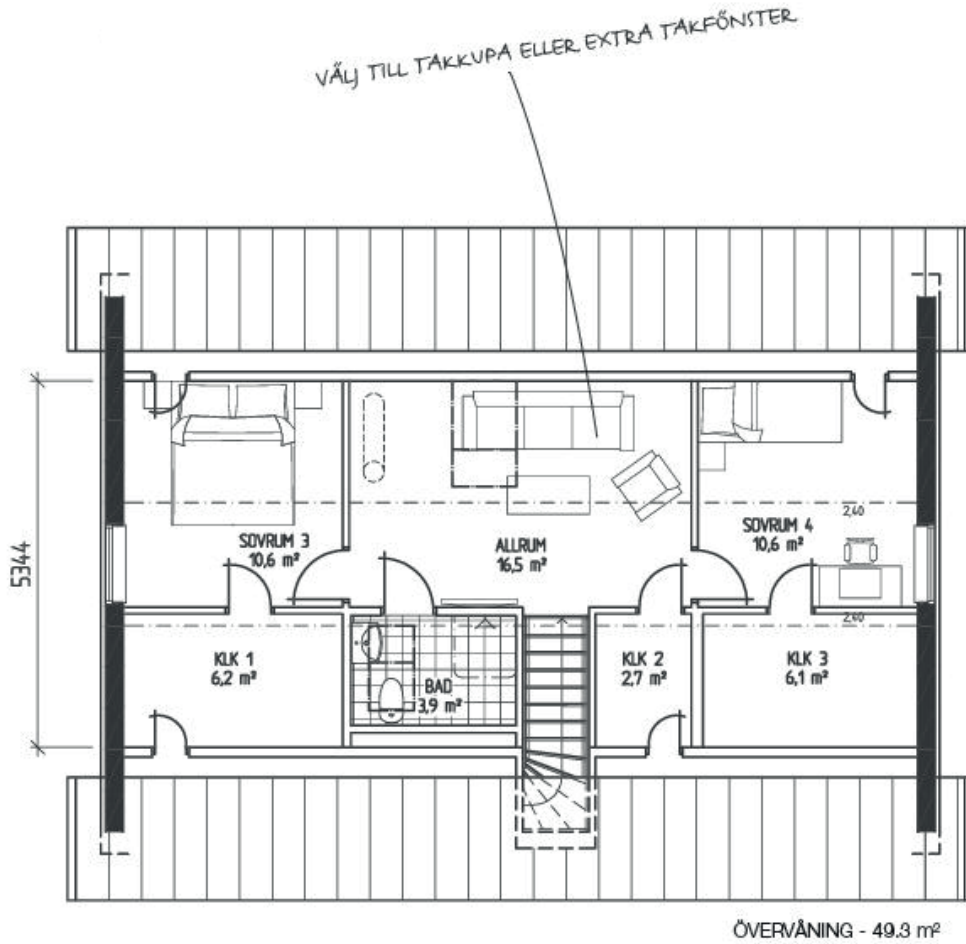 VÄLJ TILL TAKKUPA ELLER EXTRA TAKFÖNSTER
5344
SOVRUM 3
10,6 m²
ALLRUM
16,5 m²
2,40
SOVRUM 4
10,6 m²
2,40
KLK 1
6,2 m²
BAD
3,9 m²
KLK 2
2,7 m²
KLK 3
6,1 m²
ÖVERVÅNING - 49.3 m²